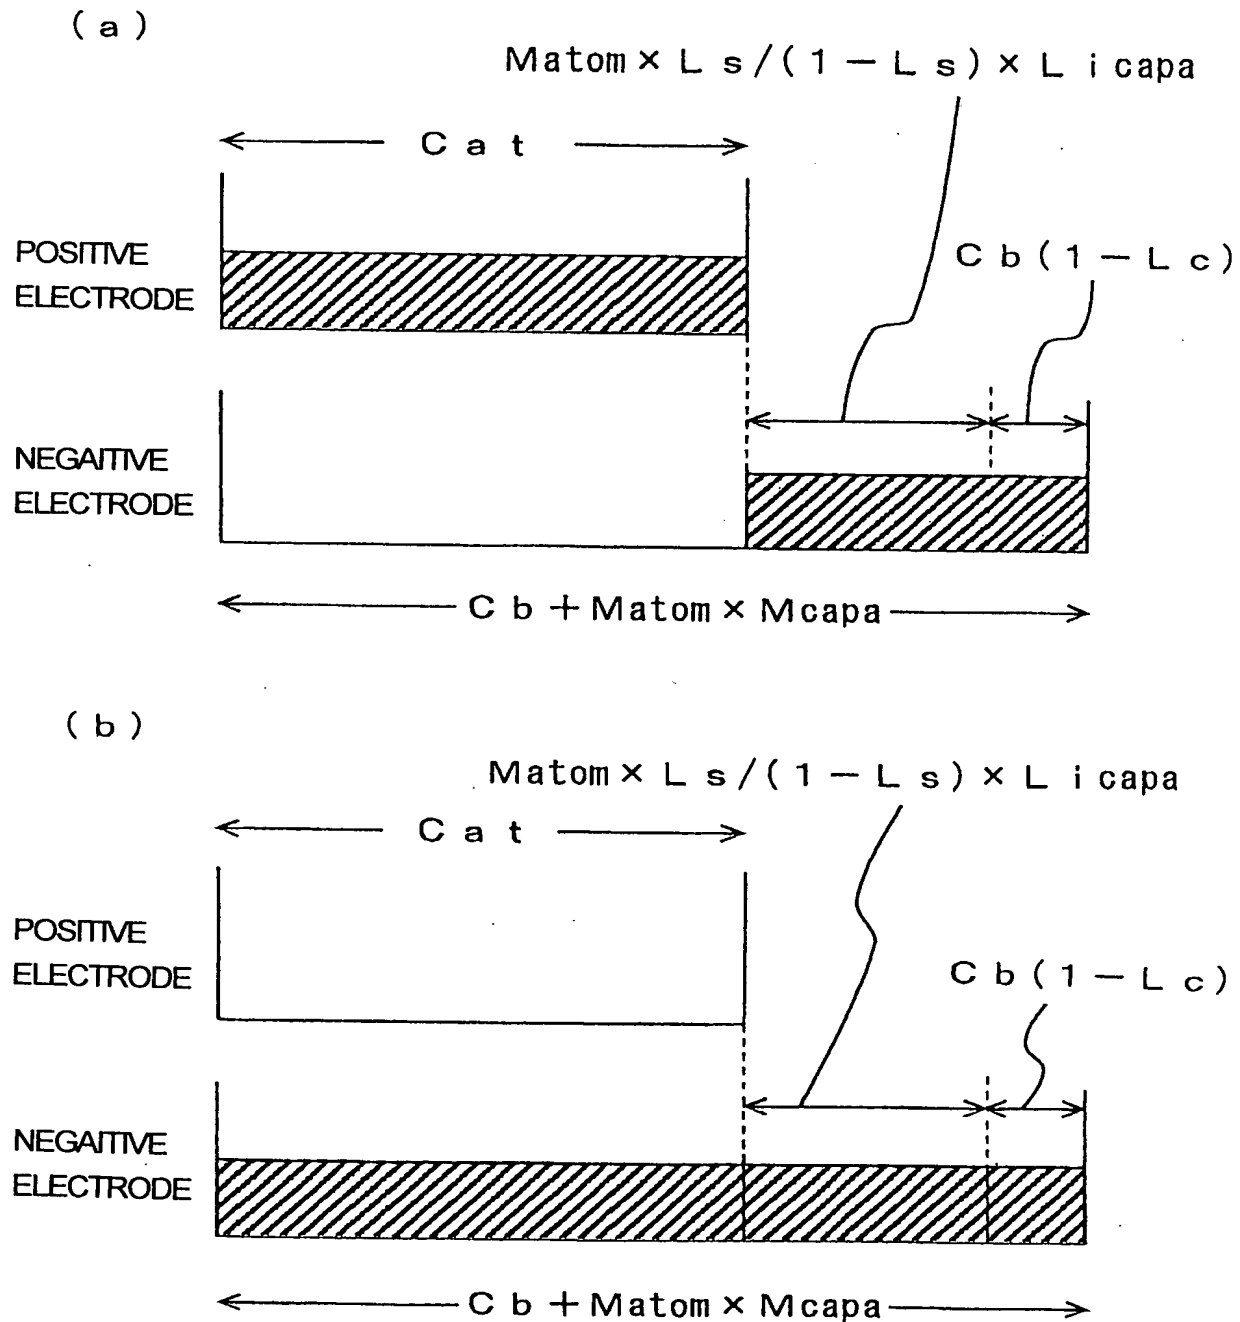 (a)
Matom×Ls/(1-Ls)×Licapa
Cat
POSITIVE
ELECTRODE
Cb(1-Lc)
NEGAITIVE
ELECTRODE
Cb+Matom×Mcapa
(b)
Matom×Ls/(1-Ls)×Licapa
Cat
POSITIVE
ELECTRODE
Cb(1-Lc)
NEGAITIVE
ELECTRODE
Cb+Matom×Mcapa